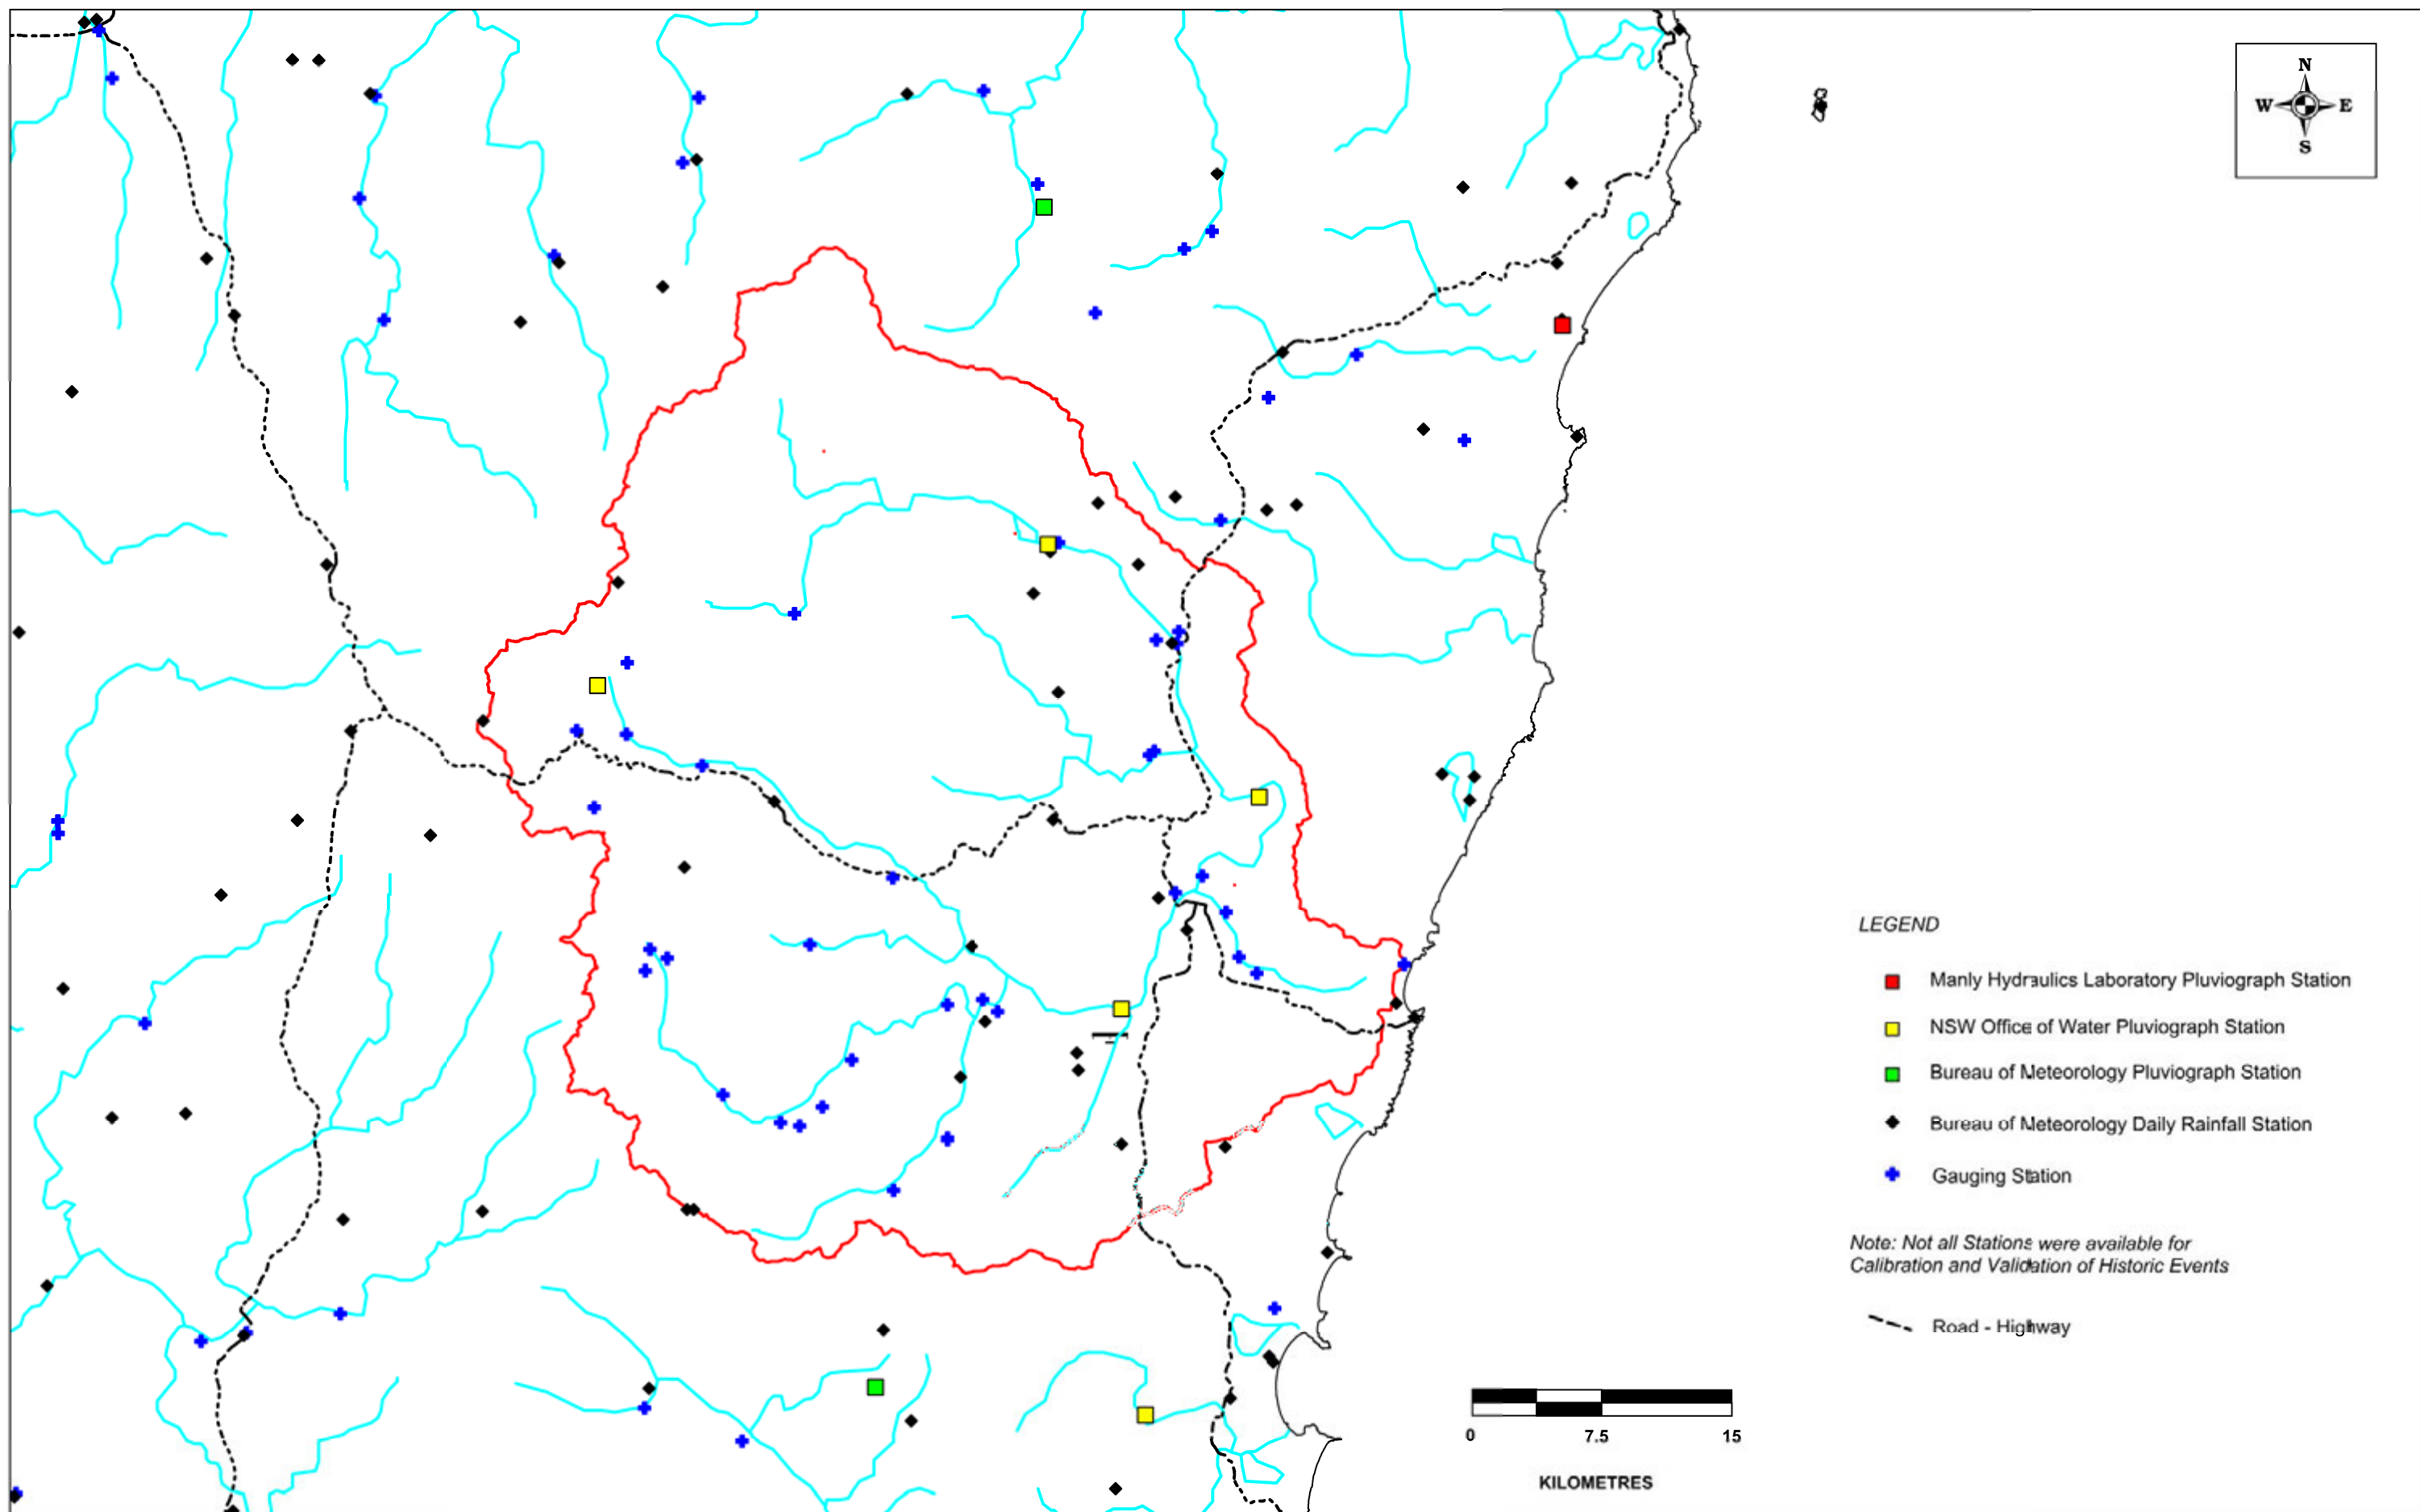 N
W E
S
LEGEND
Manly Hydraulics Laboratory Pluviograph Station
NSW Office of Water Pluviograph Station
Bureau of Meteorology Pluviograph Station
Bureau of Meteorology Daily Rainfall Station
Gauging Station
Note: Not all Stations were available for
Calibration and Validation of Historic Events
Road - Highway
0 7.5 15
KILOMETRES